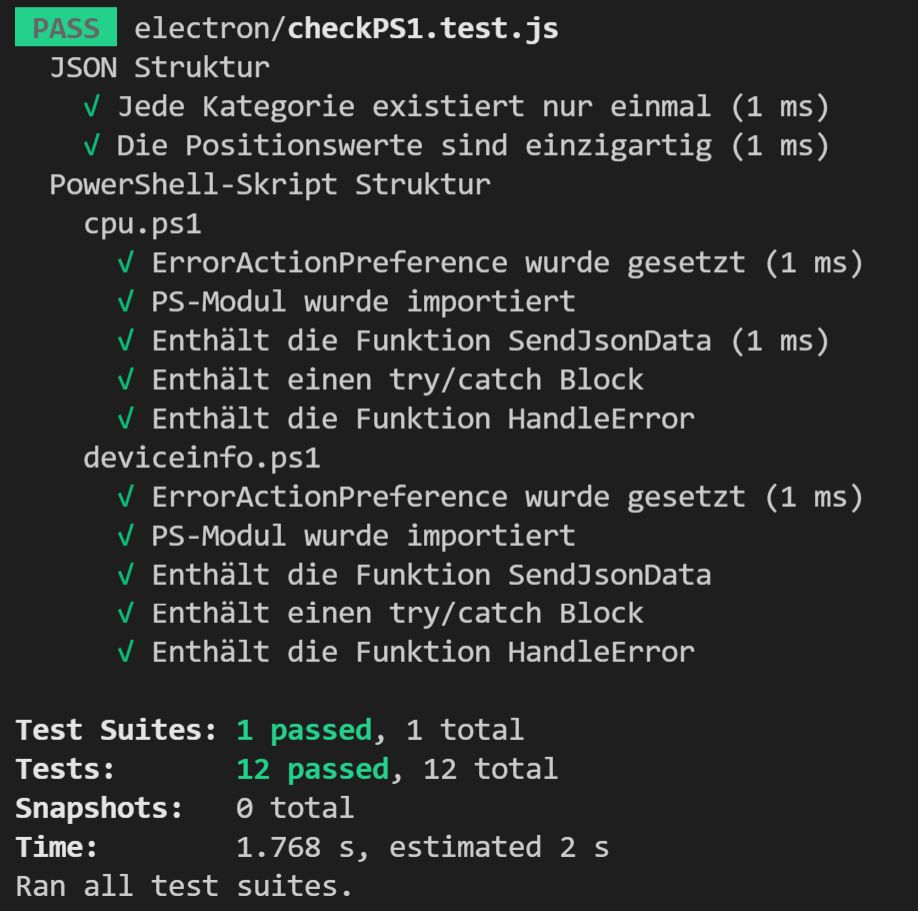 PASS electron/checkPS1.test.js
JSON Struktur
√ Jede Kategorie existiert nur einmal (1 ms)
√ Die Positionswerte sind einzigartig (1 ms)
PowerShell-Skript Struktur
cpu.ps1
√ ErrorActionPreference wurde gesetzt (1 ms)
√ PS-Modul wurde importiert
√ Enthält die Funktion SendJsonData (1 ms)
√ Enthält einen try/catch Block
√ Enthält die Funktion HandleError
deviceinfo.ps1
√ ErrorActionPreference wurde gesetzt (1 ms)
√ PS-Modul wurde importiert
√ Enthält die Funktion SendJsonData
√ Enthält einen try/catch Block
√ Enthält die Funktion HandleError
Test Suites: 1 passed, 1 total
Tests: 12 passed, 12 total
Snapshots: 0 total
Time: 1.768 s, estimated 2 s
Ran all test suites.